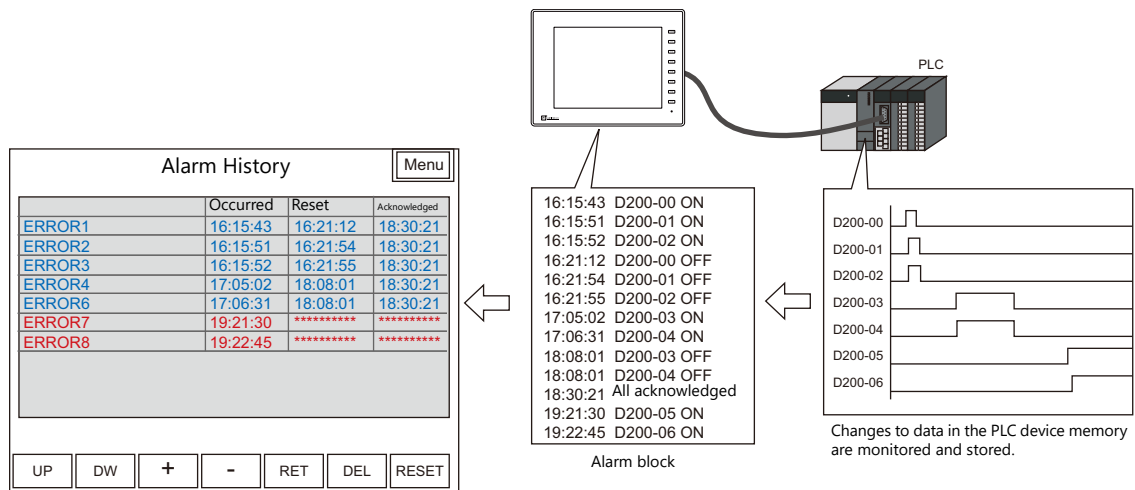 PLC
Alarm History
Menu
Occurred Reset Acknowledged
ERROR1 16:15:43 16:21:12 18:30:21
ERROR2 16:15:51 16:21:54 18:30:21
ERROR3 16:15:52 16:21:55 18:30:21
ERROR4 17:05:02 18:08:01 18:30:21
ERROR6 17:06:31 18:08:01 18:30:21
ERROR7 19:21:30 ********** **********
ERROR8 19:22:45 ********** **********
UP DW + - RET DEL RESET
16:15:43 D200-00 ON
16:15:51 D200-01 ON
16:15:52 D200-02 ON
16:21:12 D200-00 OFF
16:21:54 D200-01 OFF
16:21:55 D200-02 OFF
17:05:02 D200-03 ON
17:06:31 D200-04 ON
18:08:01 D200-03 OFF
18:08:01 D200-04 OFF
18:30:21 All acknowledged
19:21:30 D200-05 ON
19:22:45 D200-06 ON
Alarm block
D200-00
D200-01
D200-02
D200-03
D200-04
D200-05
D200-06
Changes to data in the PLC device memory
are monitored and stored.